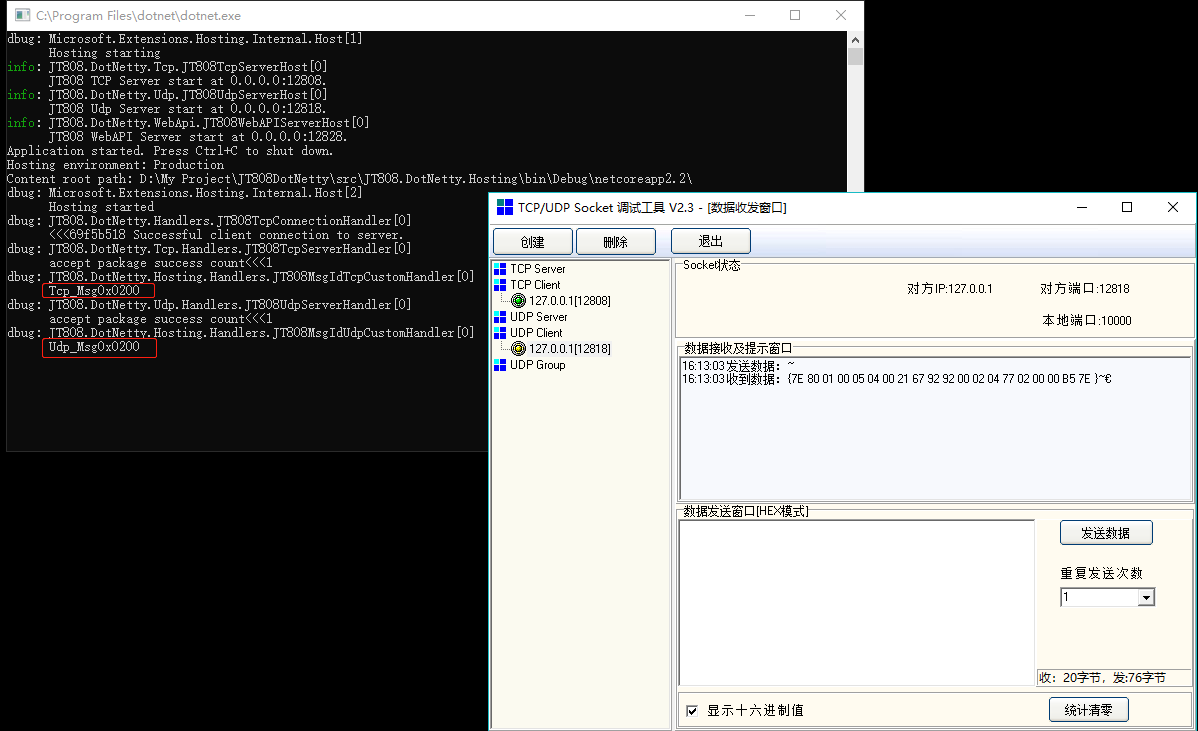 C:\Program Files\dotnet\dotnet.exe
dbug: Microsoft.Extensions.Hosting.Internal.Host[1]
Hosting starting
info: JT808.DotNetty.Tcp.JT808TcpServerHost[0]
JT808 TCP Server start at 0.0.0.0:12808.
info: JT808.DotNetty.Udp.JT808UdpServerHost[0]
JT808 Udp Server start at 0.0.0.0:12818.
info: JT808.DotNetty.WebApi.JT808WebAPIServerHost[0]
JT808 WebAPI Server start at 0.0.0.0:12828.
Application started. Press Ctrl+C to shut down.
Hosting environment: Production
Content root path: D:\My Project\JT808DotNetty\src\JT808.DotNetty.Hosting\bin\Debug\netcoreapp2.2\
dbug: Microsoft.Extensions.Hosting.Internal.Host[2]
Hosting started
dbug: JT808.DotNetty.Handlers.JT808TcpConnectionHandler[0]
<<<69f5b518 Successful client connection to server.
dbug: JT808.DotNetty.Tcp.Handlers.JT808TcpServerHandler[0]
accept package success count<<<1
dbug: JT808.DotNetty.Hosting.Handlers.JT808MsgIdTcpCustomHandler[0]
Tcp_Msg0x0200
dbug: JT808.DotNetty.Udp.Handlers.JT808UdpServerHandler[0]
accept package success count<<<1
dbug: JT808.DotNetty.Hosting.Handlers.JT808MsgIdUdpCustomHandler[0]
Udp_Msg0x0200
TCP/UDP Socket 调试工具 V2.3 - [数据收发窗口]
创建 删除 退出
TCP Server
TCP Client
127.0.0.1[12808]
UDP Server
UDP Client
127.0.0.1[12818]
UDP Group
Socket状态
对方IP:127.0.0.1 对方端口:12818
本地端口:10000
数据接收及提示窗口
16:13:03 发送数据: ~
16:13:03 收到数据: {7E 80 01 00 05 04 00 21 67 92 92 00 02 04 77 02 00 00 B5 7E }~€
数据发送窗口[HEX模式]
发送数据
重复发送次数
1
收: 20字节, 发:76字节
显示十六进制值
统计清零